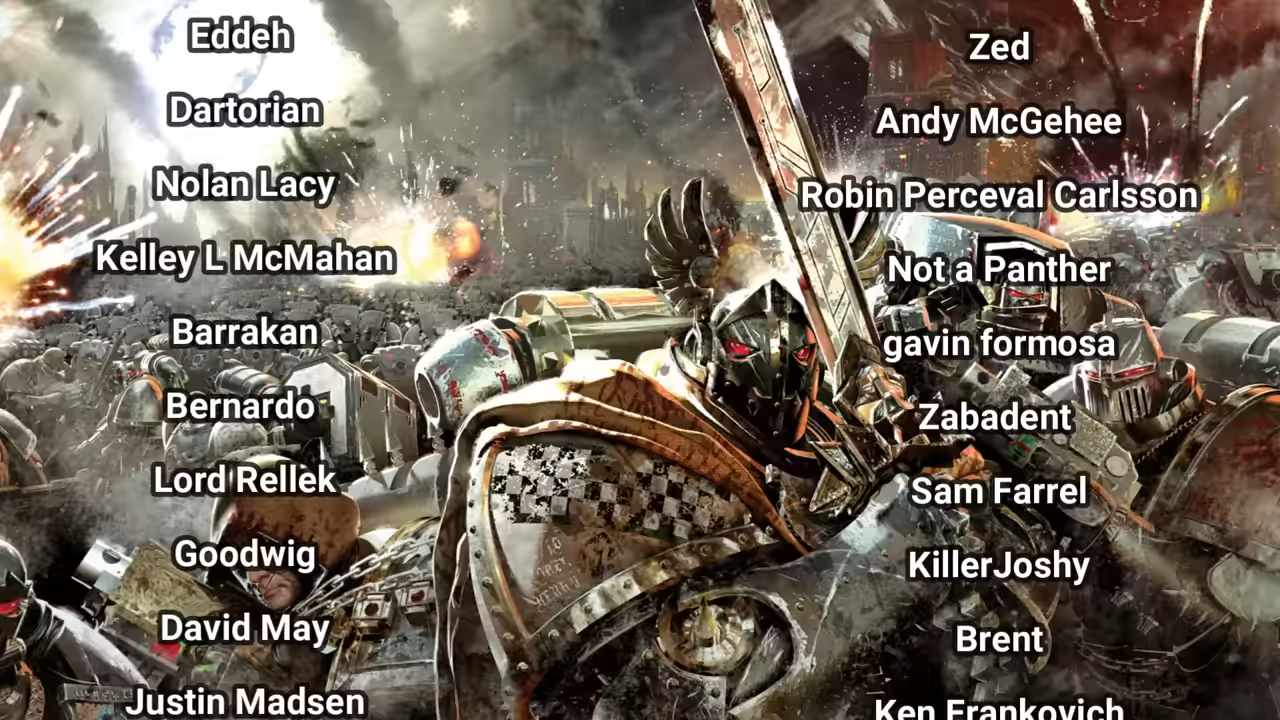 Eddeh
Dartorian
Nolan Lacy
Kelley L McMahan
Barrakan
Bernardo
Lord Rellek
Goodwig
David May
Justin Madsen
Zed
Andy McGehee
Robin Perceval Carlsson
Not a Panther
gavin formosa
Zabadent
Sam Farrel
KillerJoshy
Brent
Ken Frankovich